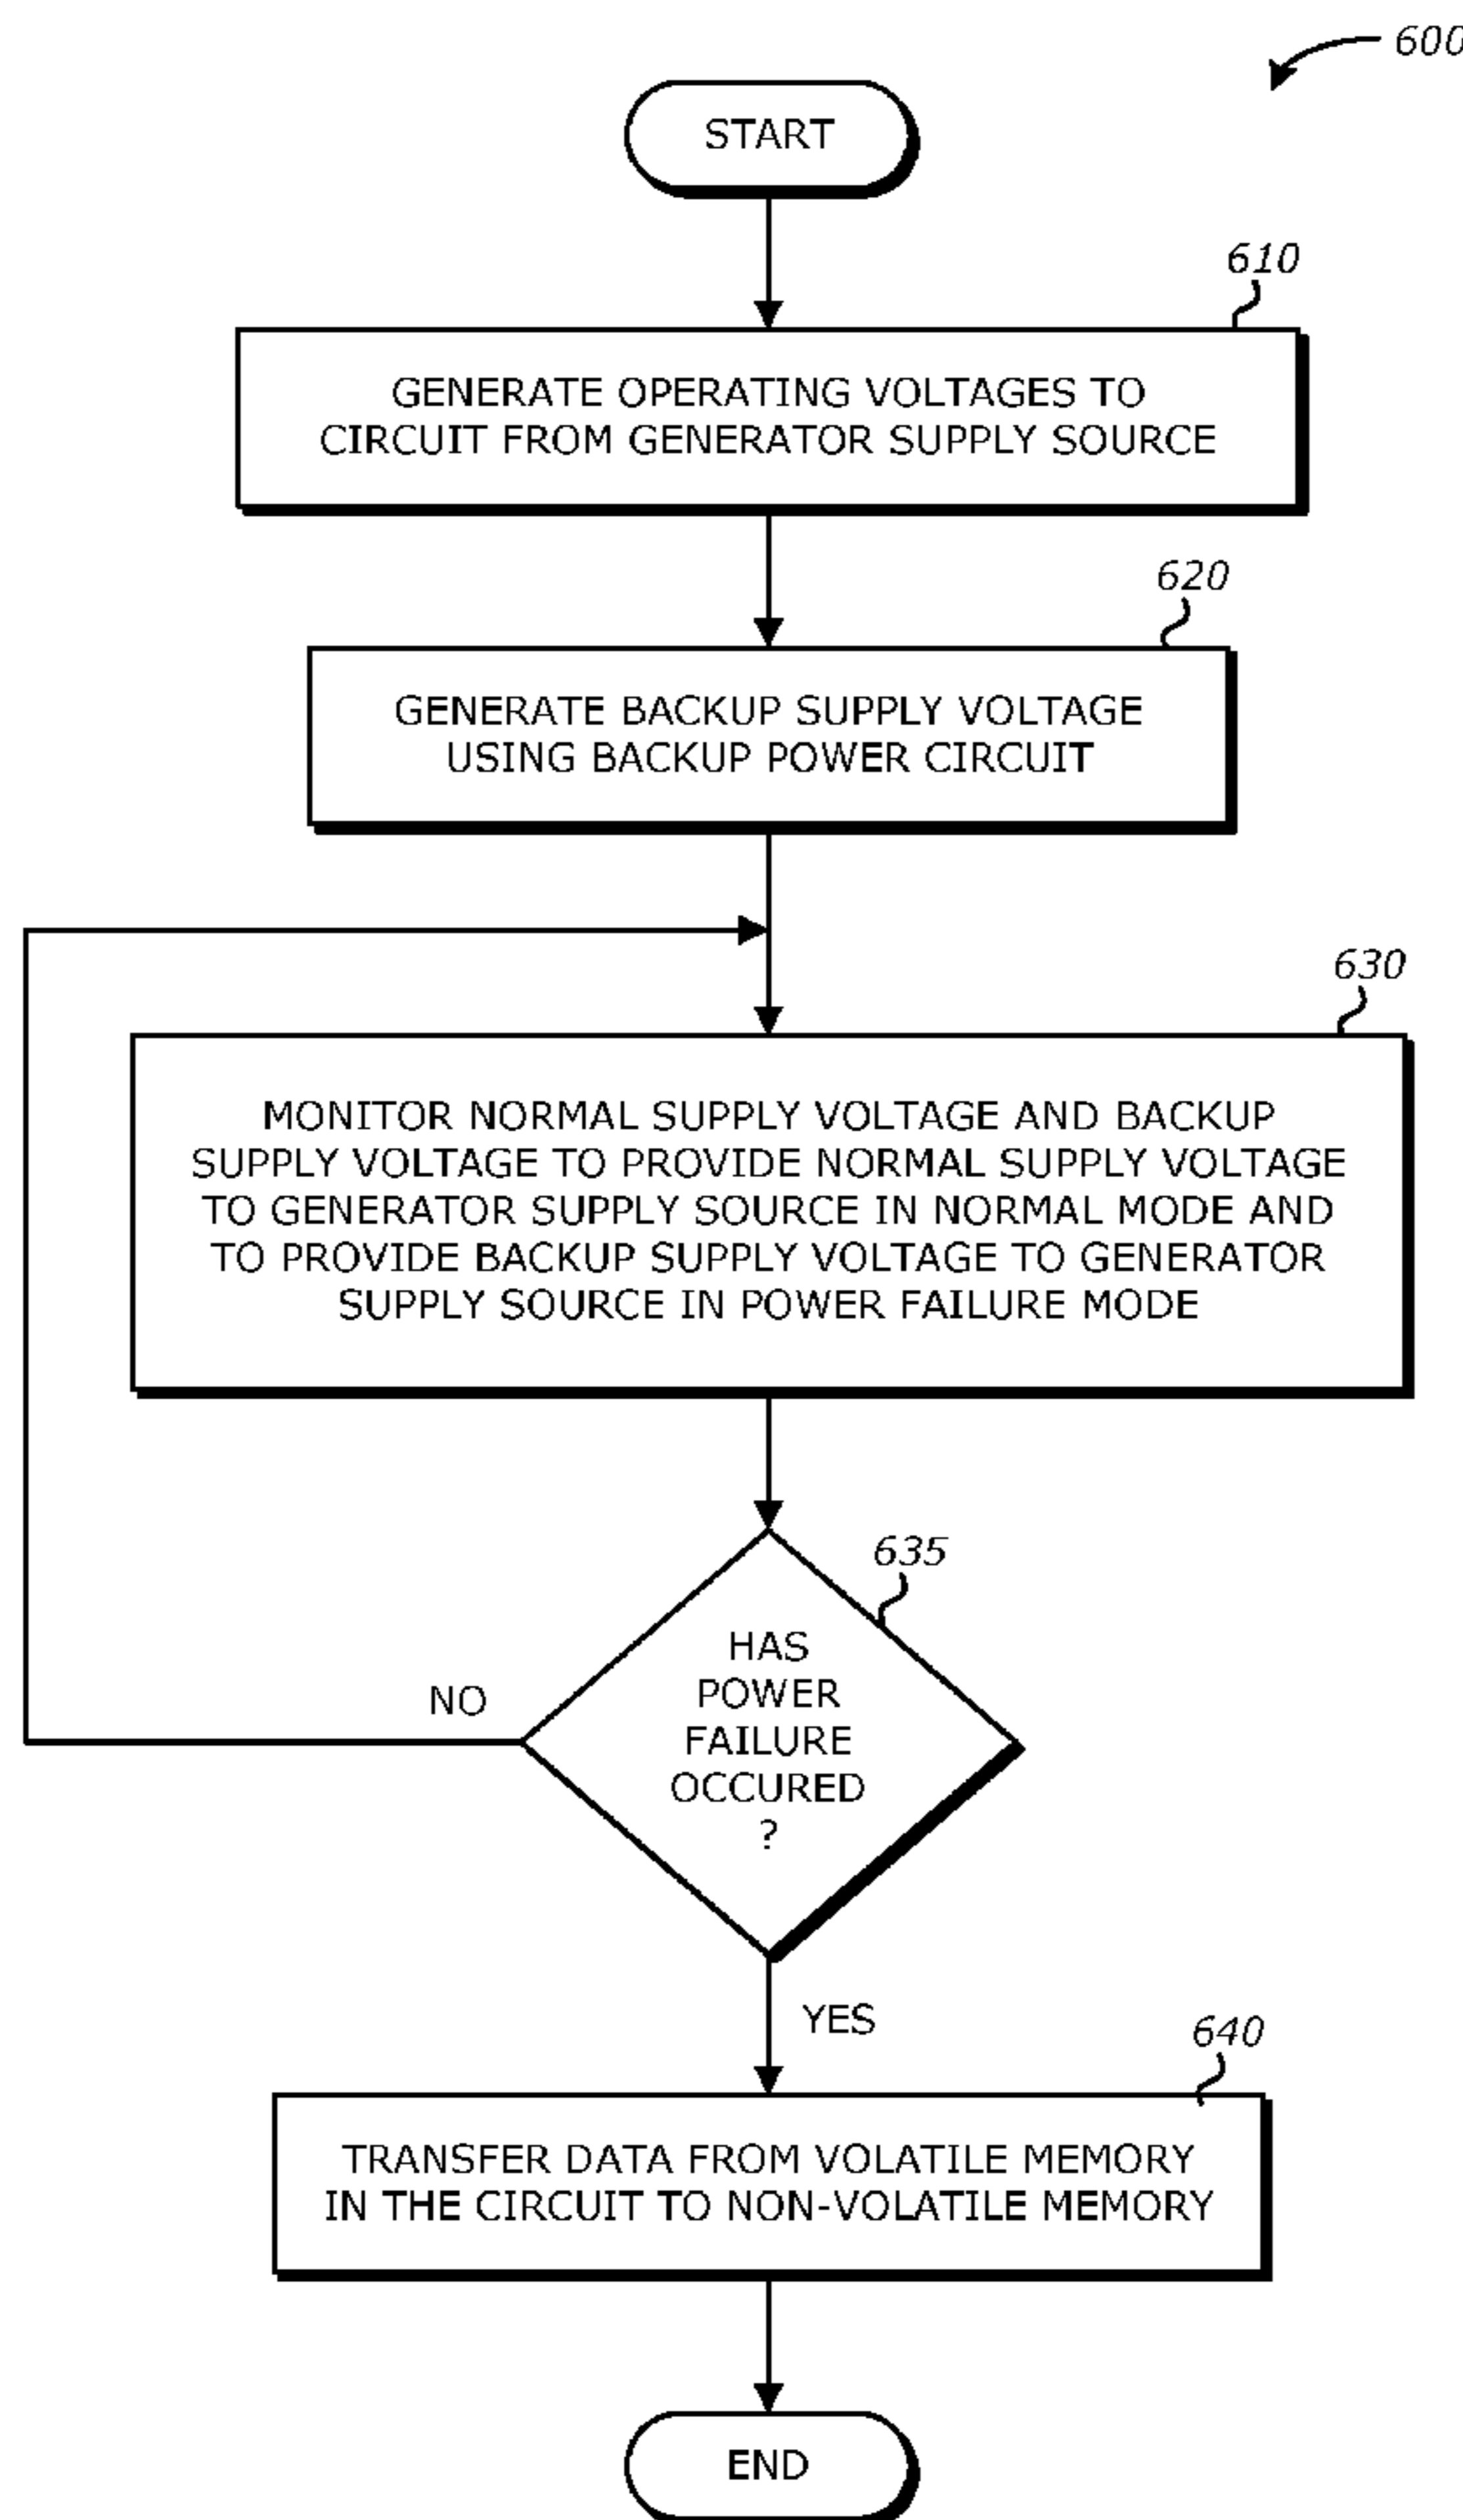 600
START
610
GENERATE OPERATING VOLTAGES TO
CIRCUIT FROM GENERATOR SUPPLY SOURCE
620
GENERATE BACKUP SUPPLY VOLTAGE
USING BACKUP POWER CIRCUIT
630
MONITOR NORMAL SUPPLY VOLTAGE AND BACKUP
SUPPLY VOLTAGE TO PROVIDE NORMAL SUPPLY VOLTAGE
TO GENERATOR SUPPLY SOURCE IN NORMAL MODE AND
TO PROVIDE BACKUP SUPPLY VOLTAGE TO GENERATOR
SUPPLY SOURCE IN POWER FAILURE MODE
635
HAS
POWER
FAILURE
OCCURED
?
NO
YES
640
TRANSFER DATA FROM VOLATILE MEMORY
IN THE CIRCUIT TO NON-VOLATILE MEMORY
END